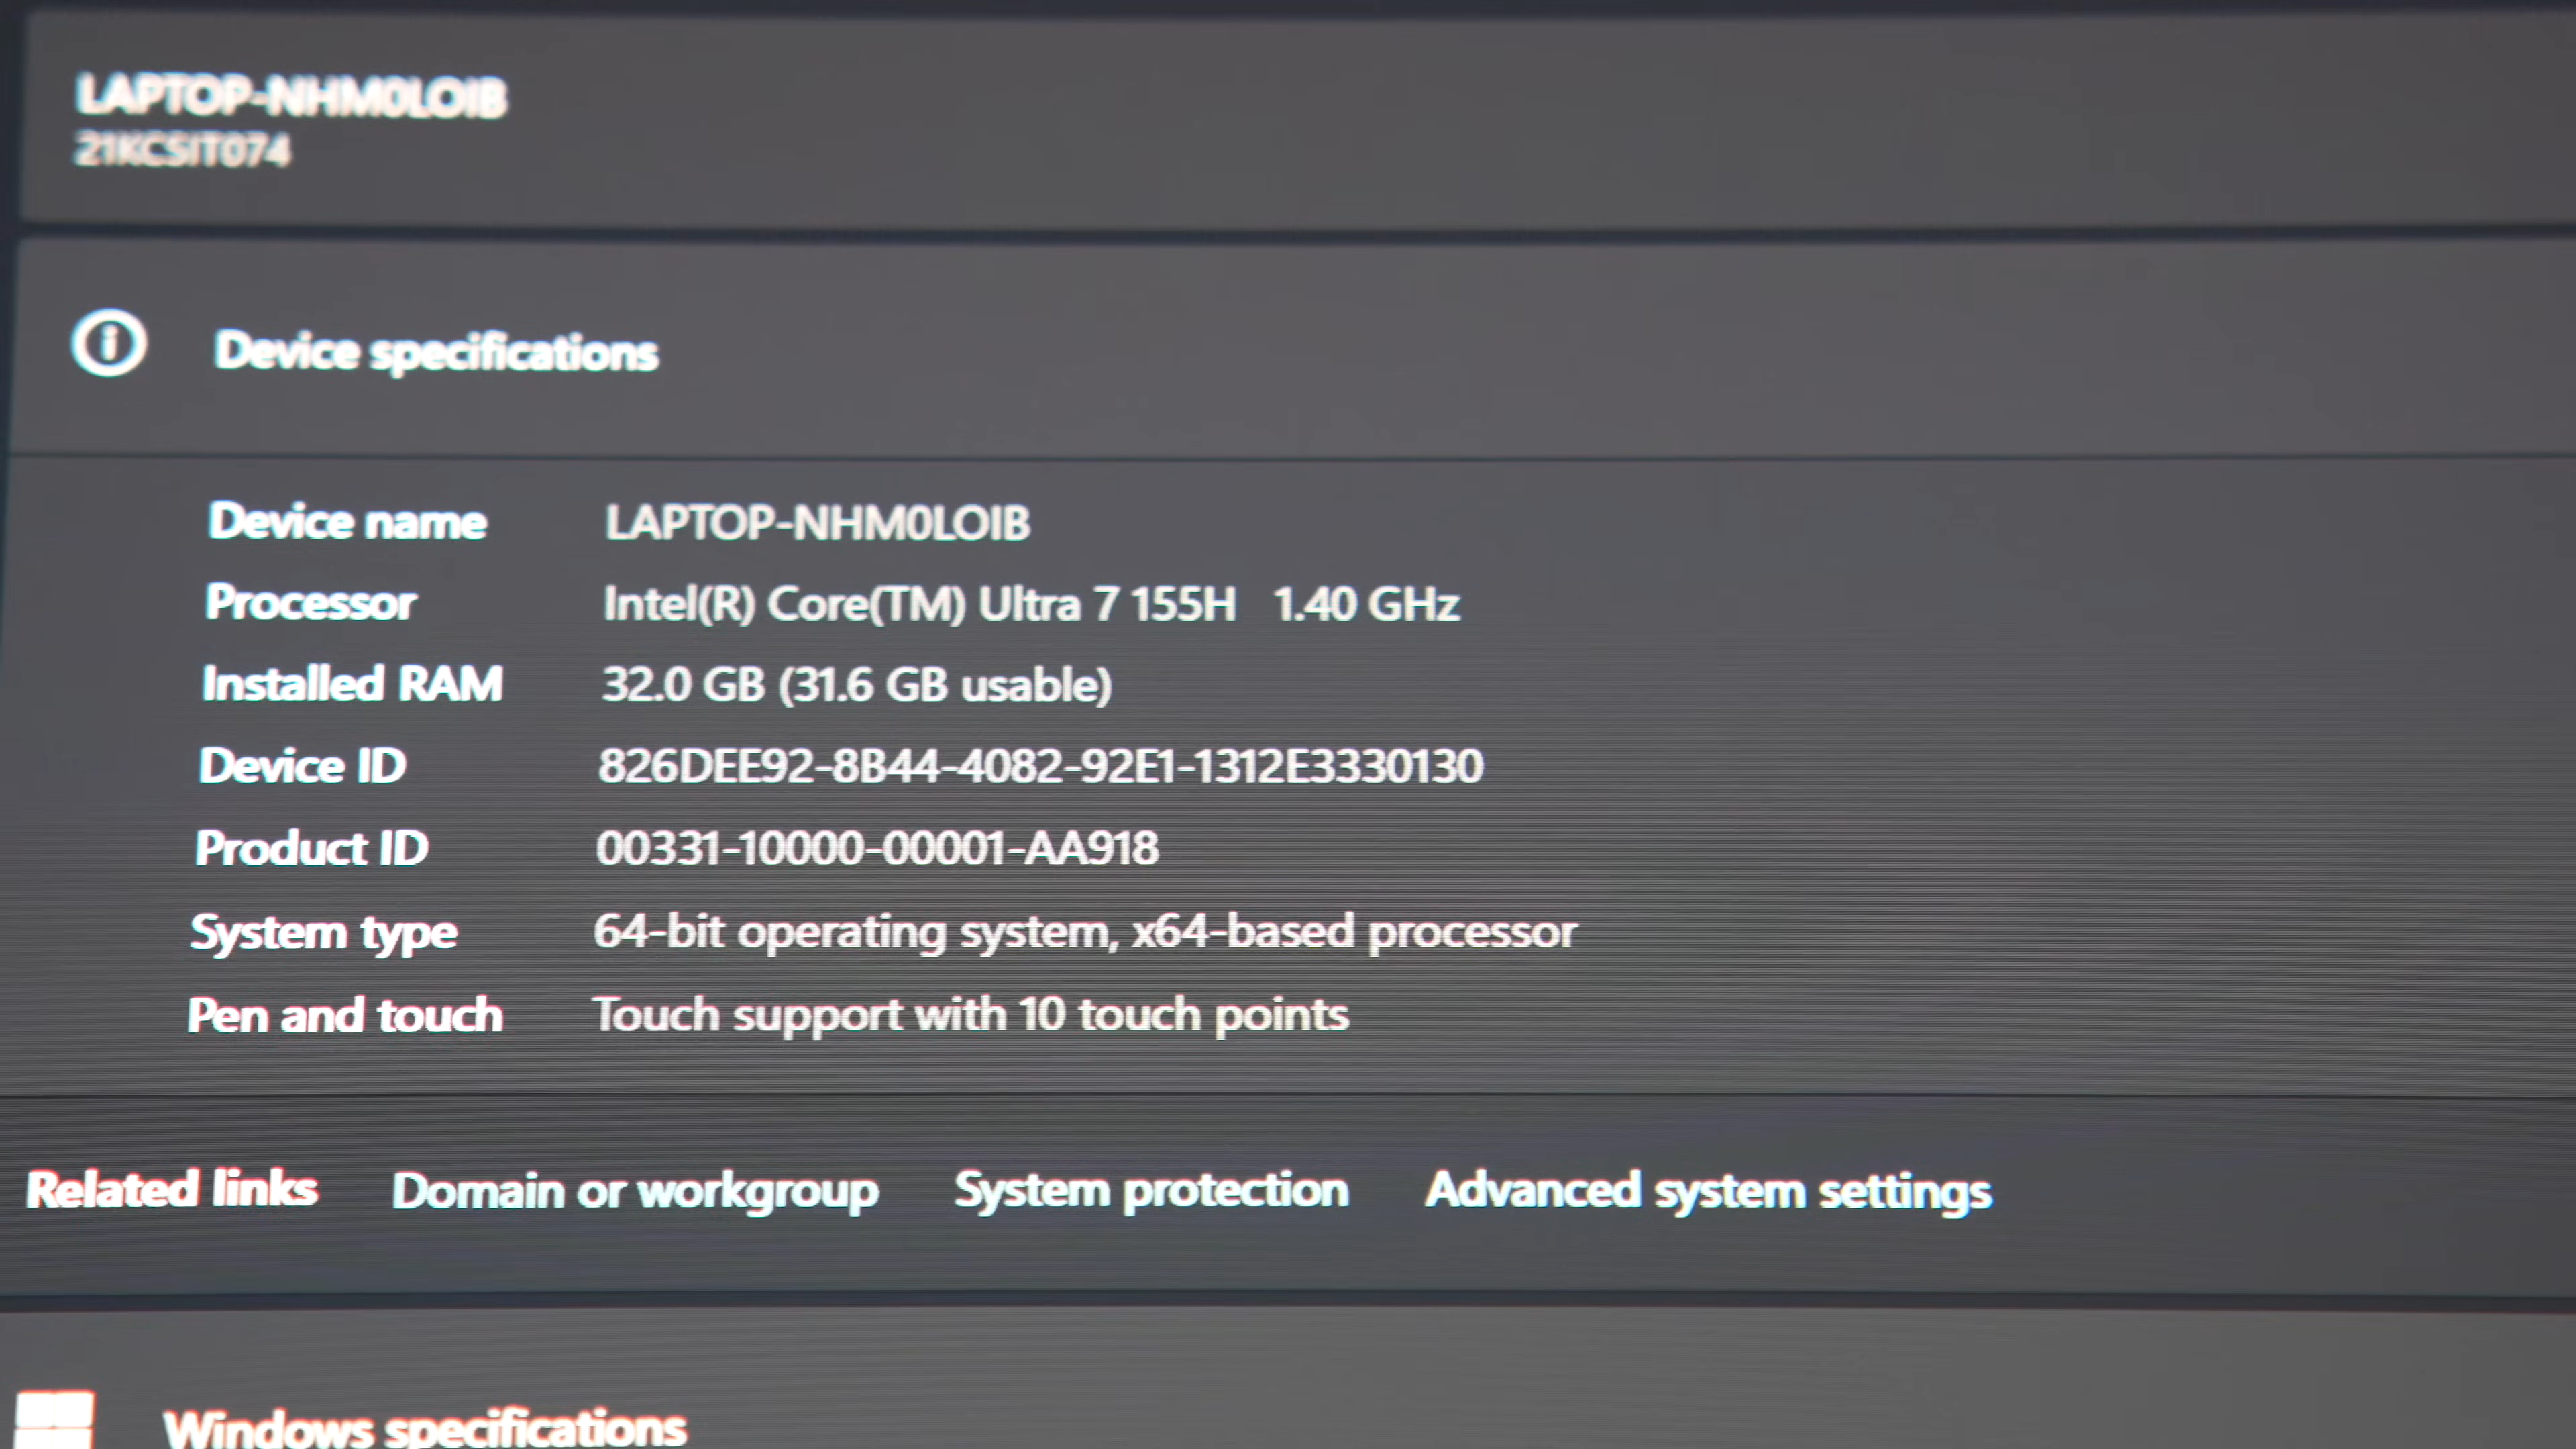 LAPTOP-NHM0LOIB
21KCSIT074
Device specifications
Device name LAPTOP-NHM0LOIB
Processor Intel(R) Core(TM) Ultra 7 155H 1.40 GHz
Installed RAM 32.0 GB (31.6 GB usable)
Device ID 826DEE92-8B44-4082-92E1-1312E3330130
Product ID 00331-10000-00001-AA918
System type 64-bit operating system, x64-based processor
Pen and touch Touch support with 10 touch points
Related links Domain or workgroup System protection Advanced system settings
Windows specifications